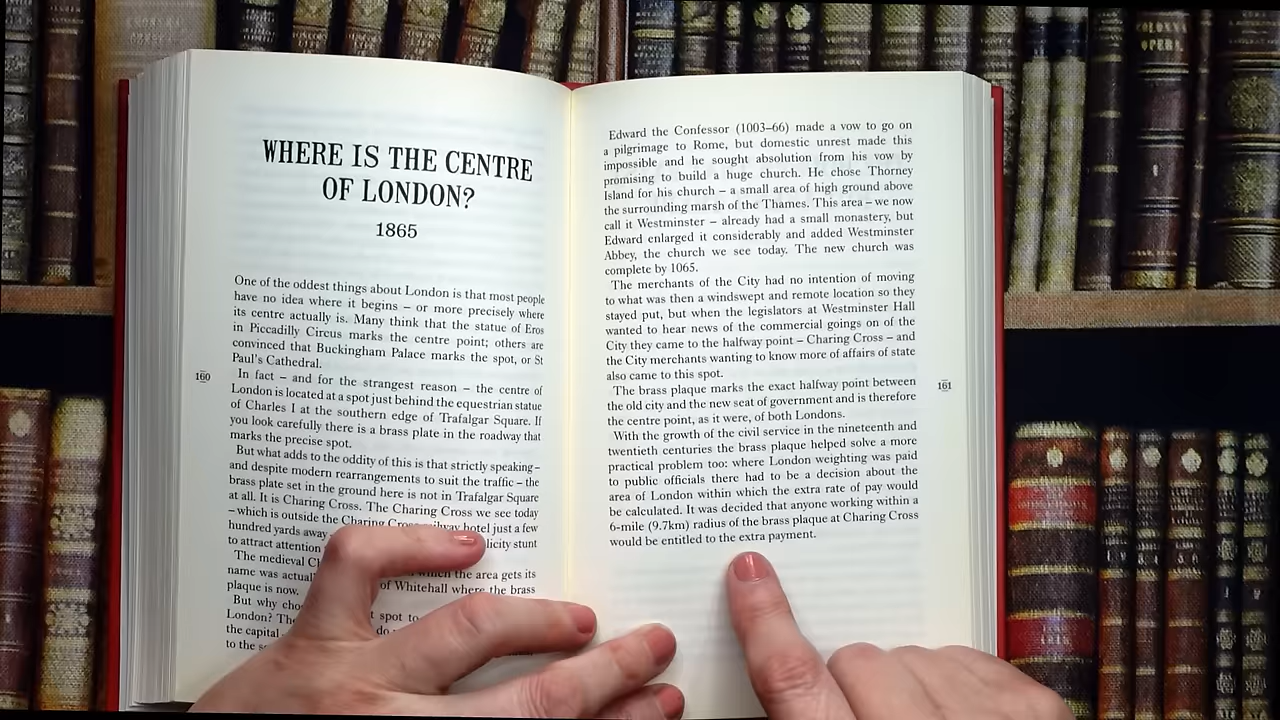 COLONNA
OPERA.
WHERE IS THE CENTRE
OF LONDON?
1865
One of the oddest things about London is that most people
have no idea where it begins – or more precisely where
its centre actually is. Many think that the statue of Eros
in Piccadilly Circus marks the centre point; others are
convinced that Buckingham Palace marks the spot, or St
Paul's Cathedral.
In fact – and for the strangest reason – the centre of
London is located at a spot just behind the equestrian statue
of Charles I at the southern edge of Trafalgar Square. If
you look carefully there is a brass plate in the roadway that
marks the precise spot.
But what adds to the oddity of this is that strictly speaking –
and despite modern rearrangements to suit the traffic – the
brass plate set in the ground here is not in Trafalgar Square
at all. It is Charing Cross. The Charing Cross we see today
– which is outside the Charing Cross railway hotel just a few
hundred yards away
to attract attention
The medieval which the area gets its
name was of Whitehall where the brass
plaque is now.
But why spot to
London?
the capital
to the
160
Edward the Confessor (1003–66) made a vow to go on
a pilgrimage to Rome, but domestic unrest made this
impossible and he sought absolution from his vow by
promising to build a huge church. He chose Thorney
Island for his church – a small area of high ground above
the surrounding marsh of the Thames. This area – we now
call it Westminster – already had a small monastery, but
Edward enlarged it considerably and added Westminster
Abbey, the church we see today. The new church was
complete by 1065.
The merchants of the City had no intention of moving
to what was then a windswept and remote location so they
stayed put, but when the legislators at Westminster Hall
wanted to hear news of the commercial goings on of the
City they came to the halfway point – Charing Cross – and
the City merchants wanting to know more of affairs of state
also came to this spot.
The brass plaque marks the exact halfway point between
the old city and the new seat of government and is therefore
the centre point, as it were, of both Londons.
With the growth of the civil service in the nineteenth and
twentieth centuries the brass plaque helped solve a more
practical problem too: where London weighting was paid
to public officials there had to be a decision about the
area of London within which the extra rate of pay would
be calculated. It was decided that anyone working within a
6-mile (9.7km) radius of the brass plaque at Charing Cross
would be entitled to the extra payment.
161